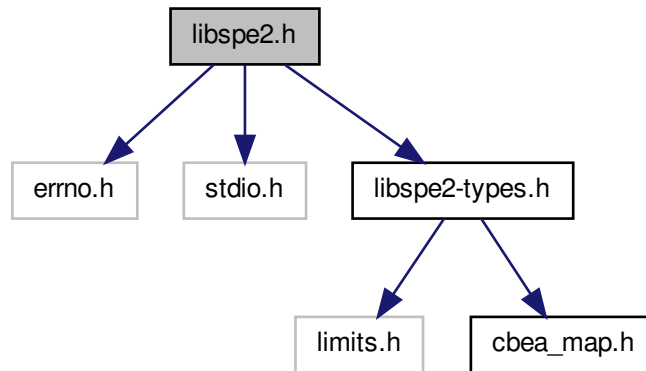 libspe2.h
errno.h
stdio.h
libspe2-types.h
limits.h
cbea_map.h